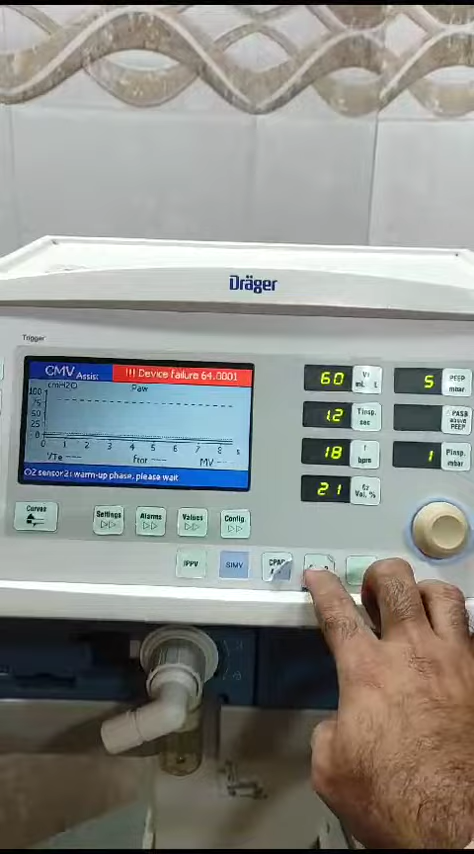 Dräger
Trigger
CMV Assist
!!! Device failure 64.0001
cmH2O
Paw
100
75
50
25
0
0 1 2 3 4 5 6 7 8 s
VTe ---
ftot ---
MV ---
O2 sensor 2: warm-up phase, please wait
60
VT
mL L
5
PEEP
mbar
12
Tinsp.
sec
PASB
above
PEEP
18
f
bpm
1
Pinsp.
mbar
21
O2
Vol. %
Curves
Settings
Alarms
Values
Config.
IPPV
SIMV